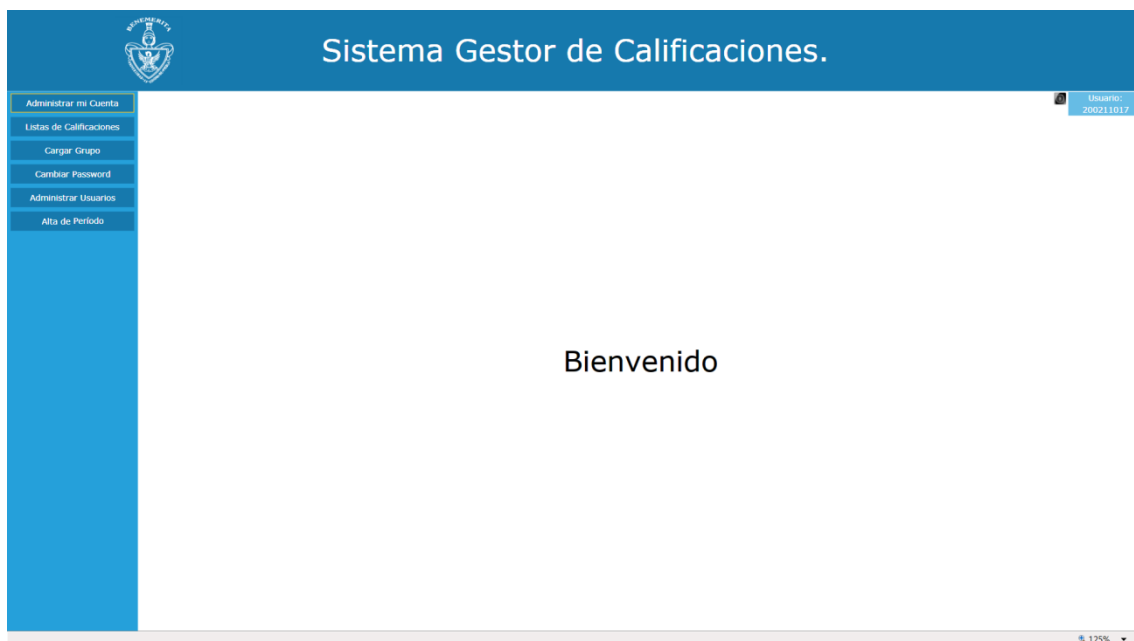 BENEMERITA
Sistema Gestor de Calificaciones.
Administrar mi Cuenta
Usuario:
200211017
Listas de Calificaciones
Cargar Grupo
Cambiar Password
Administrar Usuarios
Alta de Período
Bienvenido
125%